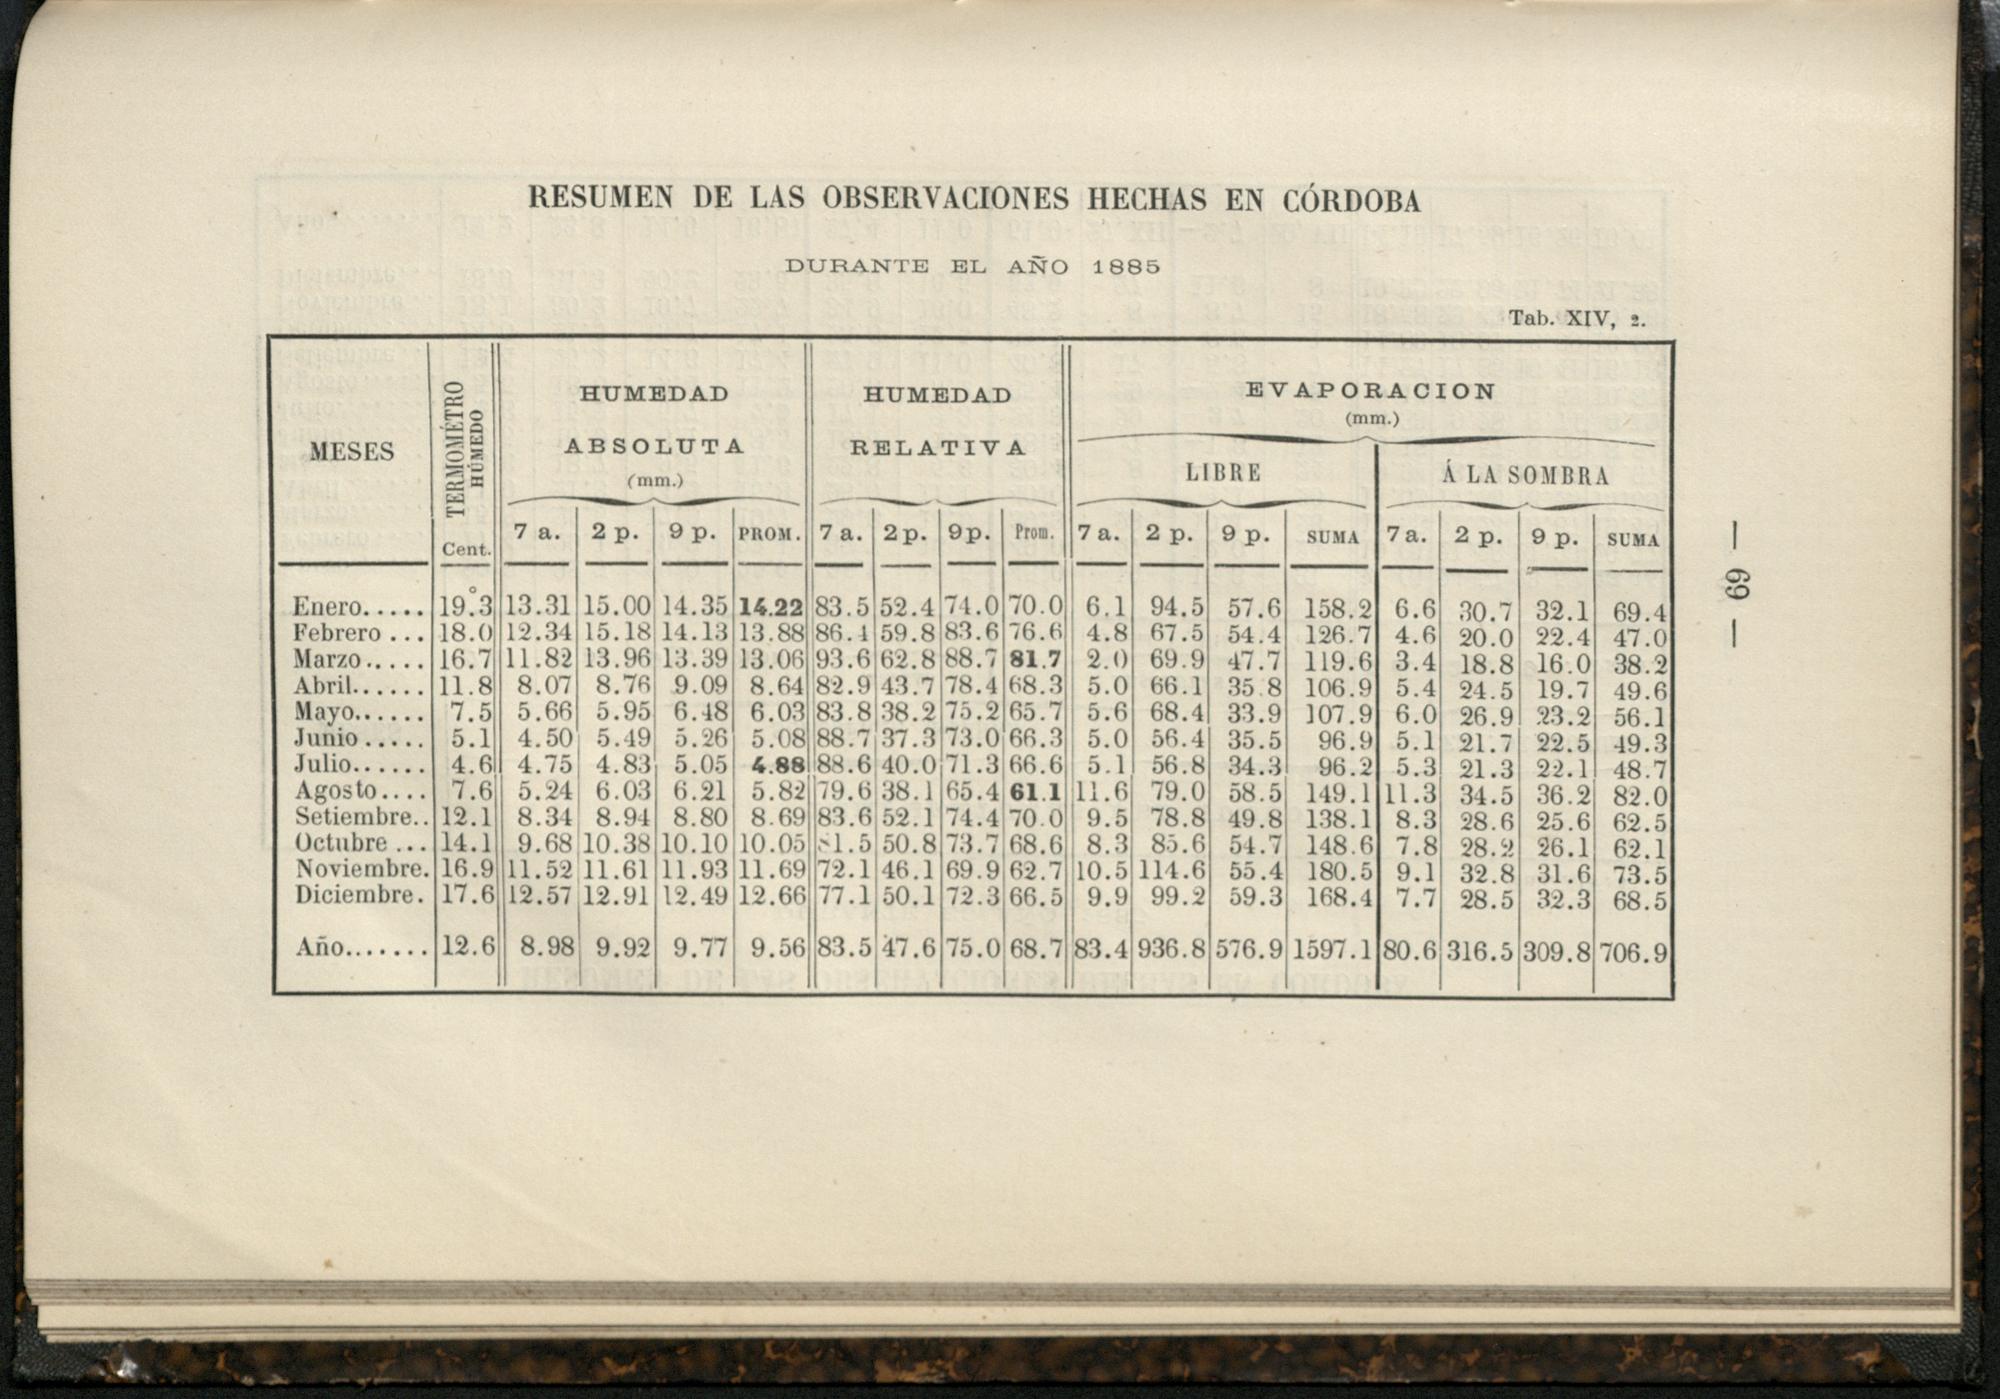 RESUMEN DE LAS OBSERVACIONES HECHAS EN CÓRDOBA
DURANTE EL AÑO 1885
Tab. XIV, 2.
MESES TERMOMÉTRO HÚMEDO Cent. HUMEDAD ABSOLUTA (mm.) HUMEDAD RELATIVA EVAPORACION (mm.)
LIBRE Á LA SOMBRA
7 a. 2 p. 9 p. PROM. 7 a. 2 p. 9 p. Prom. 7 a. 2 p. 9 p. SUMA 7 a. 2 p. 9 p. SUMA
Enero..... 19.°3 13.31 15.00 14.35 14.22 83.5 52.4 74.0 70.0 6.1 94.5 57.6 158.2 6.6 30.7 32.1 69.4
Febrero ... 18.0 12.34 15.18 14.13 13.88 86.1 59.8 83.6 76.6 4.8 67.5 54.4 126.7 4.6 20.0 22.4 47.0
Marzo..... 16.7 11.82 13.96 13.39 13.06 93.6 62.8 88.7 81.7 2.0 69.9 47.7 119.6 3.4 18.8 16.0 38.2
Abril...... 11.8 8.07 8.76 9.09 8.64 82.9 43.7 78.4 68.3 5.0 66.1 35.8 106.9 5.4 24.5 19.7 49.6
Mayo...... 7.5 5.66 5.95 6.48 6.03 83.8 38.2 75.2 65.7 5.6 68.4 33.9 107.9 6.0 26.9 23.2 56.1
Junio ..... 5.1 4.50 5.49 5.26 5.08 88.7 37.3 73.0 66.3 5.0 56.4 35.5 96.9 5.1 21.7 22.5 49.3
Julio...... 4.6 4.75 4.83 5.05 4.88 88.6 40.0 71.3 66.6 5.1 56.8 34.3 96.2 5.3 21.3 22.1 48.7
Agosto.... 7.6 5.24 6.03 6.21 5.82 79.6 38.1 65.4 61.1 11.6 79.0 58.5 149.1 11.3 34.5 36.2 82.0
Setiembre.. 12.1 8.34 8.94 8.80 8.69 83.6 52.1 74.4 70.0 9.5 78.8 49.8 138.1 8.3 28.6 25.6 62.5
Octubre ... 14.1 9.68 10.38 10.10 10.05 81.5 50.8 73.7 68.6 8.3 85.6 54.7 148.6 7.8 28.2 26.1 62.1
Noviembre. 16.9 11.52 11.61 11.93 11.69 72.1 46.1 69.9 62.7 10.5 114.6 55.4 180.5 9.1 32.8 31.6 73.5
Diciembre. 17.6 12.57 12.91 12.49 12.66 77.1 50.1 72.3 66.5 9.9 99.2 59.3 168.4 7.7 28.5 32.3 68.5
Año....... 12.6 8.98 9.92 9.77 9.56 83.5 47.6 75.0 68.7 83.4 936.8 576.9 1597.1 80.6 316.5 309.8 706.9
— 69 —